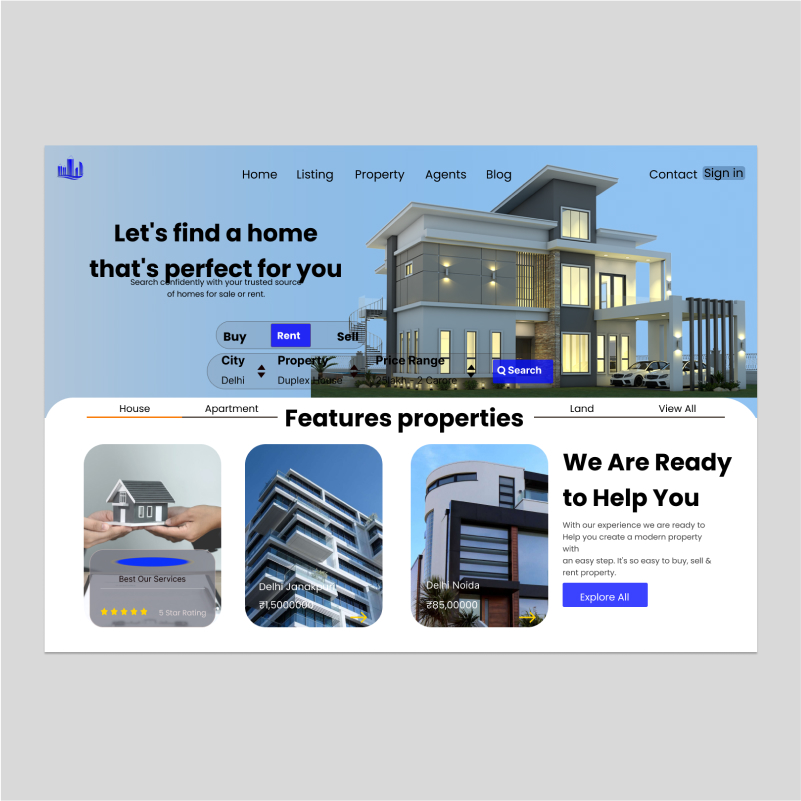 Home Listing Property Agents Blog Contact Sign in
Let's find a home
that's perfect for you
Search confidently with your trusted source
of homes for sale or rent.
Buy Rent Sell
City Property Price Range
Delhi Duplex House 25lakh - 2 Carore
Search
House Apartment Features properties Land View All
Best Our Services
5 Star Rating
Delhi Janakpuri
₹1,5000000
Delhi Noida
₹85,00000
We Are Ready
to Help You
With our experience we are ready to
Help you create a modern property
with
an easy step. It's so easy to buy, sell &
rent property.
Explore All